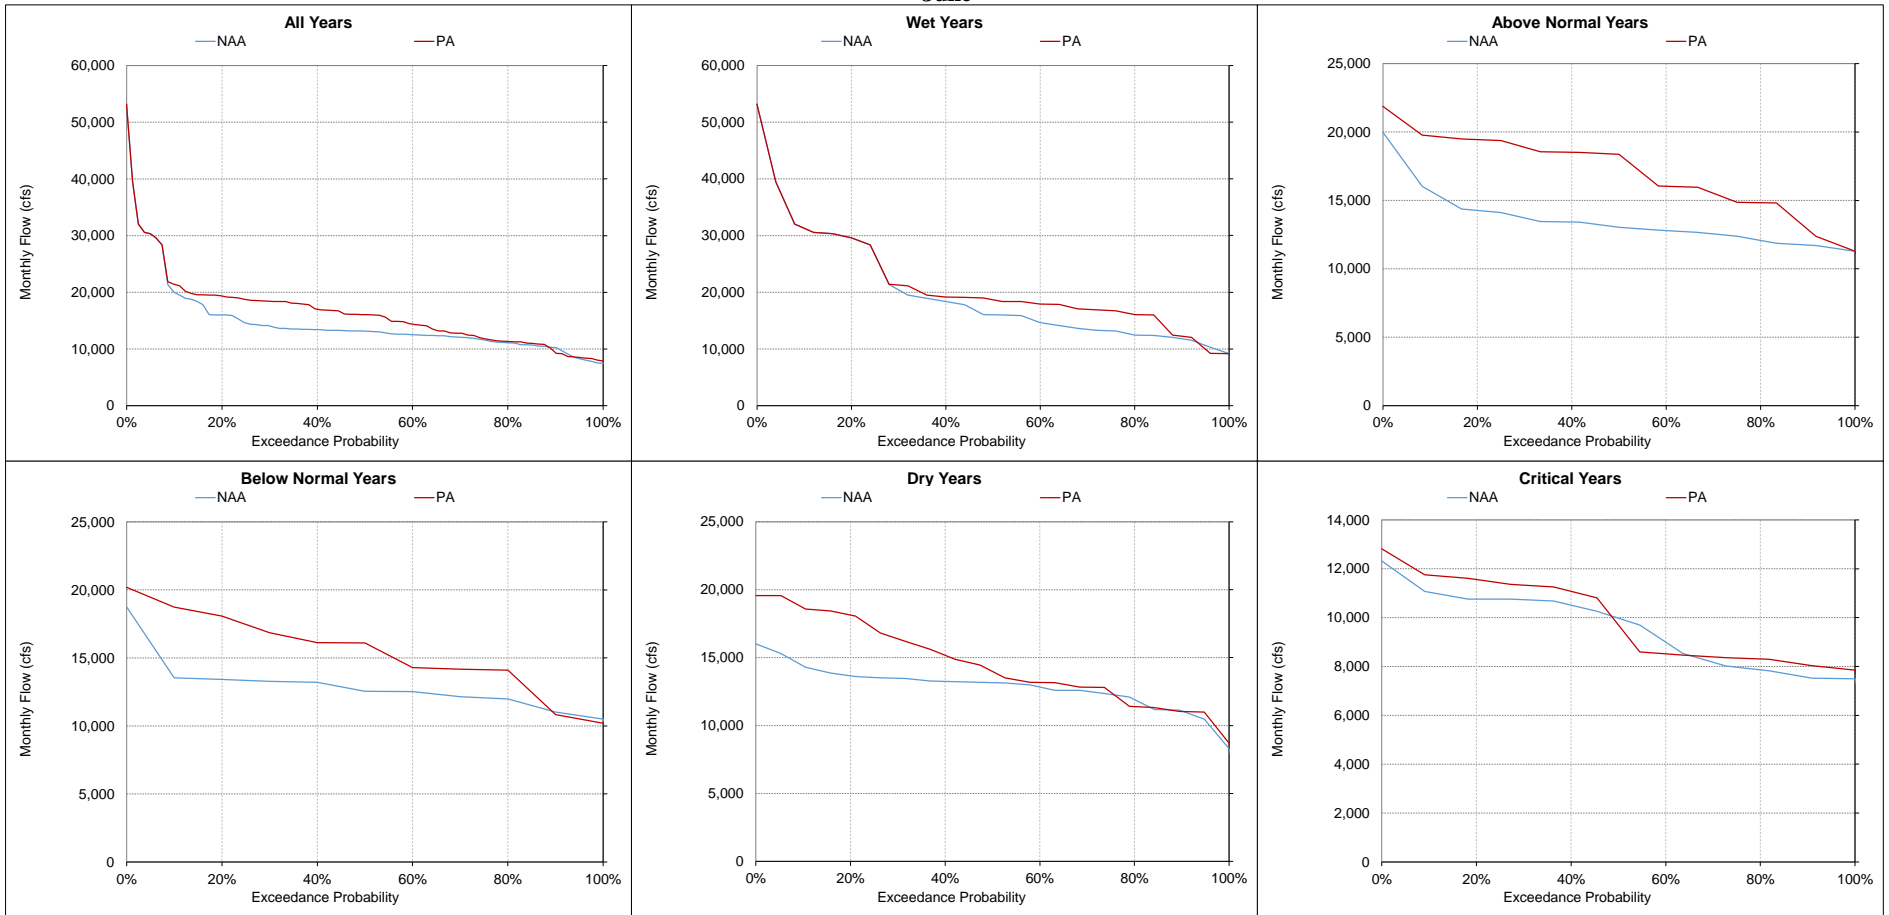 All Years
NAA PA
60,000
50,000
40,000
30,000
20,000
10,000
0
Monthly Flow (cfs)
0% 20% 40% 60% 80% 100%
Exceedance Probability
Wet Years
NAA PA
60,000
50,000
40,000
30,000
20,000
10,000
0
Monthly Flow (cfs)
0% 20% 40% 60% 80% 100%
Exceedance Probability
Above Normal Years
NAA PA
25,000
20,000
15,000
10,000
5,000
0
Monthly Flow (cfs)
0% 20% 40% 60% 80% 100%
Exceedance Probability
Below Normal Years
NAA PA
25,000
20,000
15,000
10,000
5,000
0
Monthly Flow (cfs)
0% 20% 40% 60% 80% 100%
Exceedance Probability
Dry Years
NAA PA
25,000
20,000
15,000
10,000
5,000
0
Monthly Flow (cfs)
0% 20% 40% 60% 80% 100%
Exceedance Probability
Critical Years
NAA PA
14,000
12,000
10,000
8,000
6,000
4,000
2,000
0
Monthly Flow (cfs)
0% 20% 40% 60% 80% 100%
Exceedance Probability